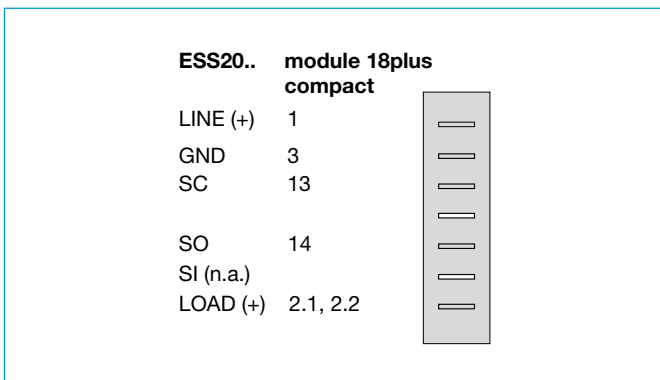 ESS20.. module 18plus
compact
LINE (+) 1
GND 3
SC 13
SO 14
SI (n.a.)
LOAD (+) 2.1, 2.2